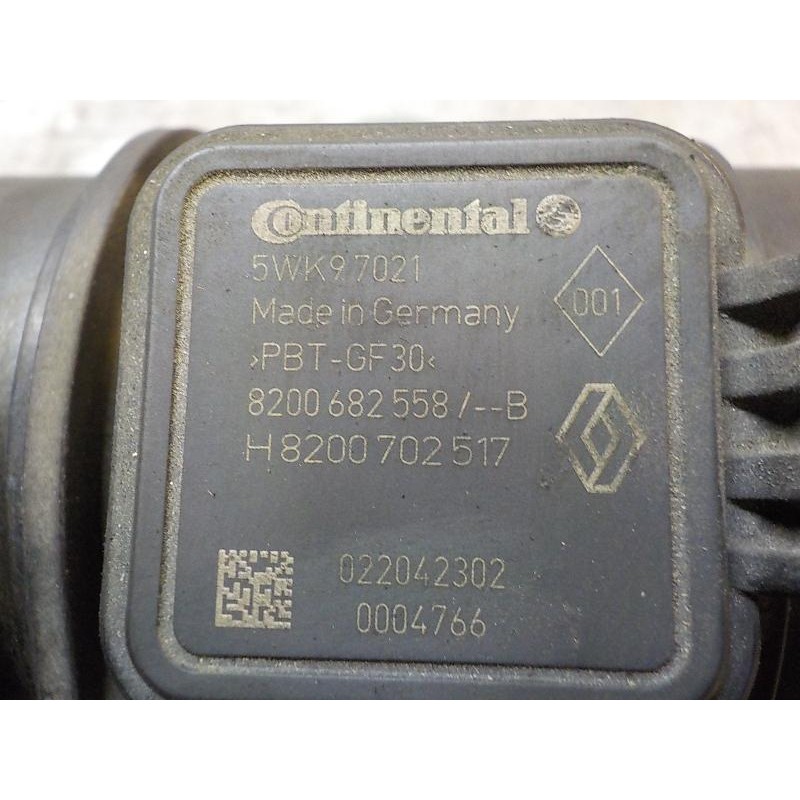 Continental
5WK9 7021
Made in Germany
001
›PBT-GF30‹
8200 682 558 / --B
H 8200 702 517
022042302
0004766